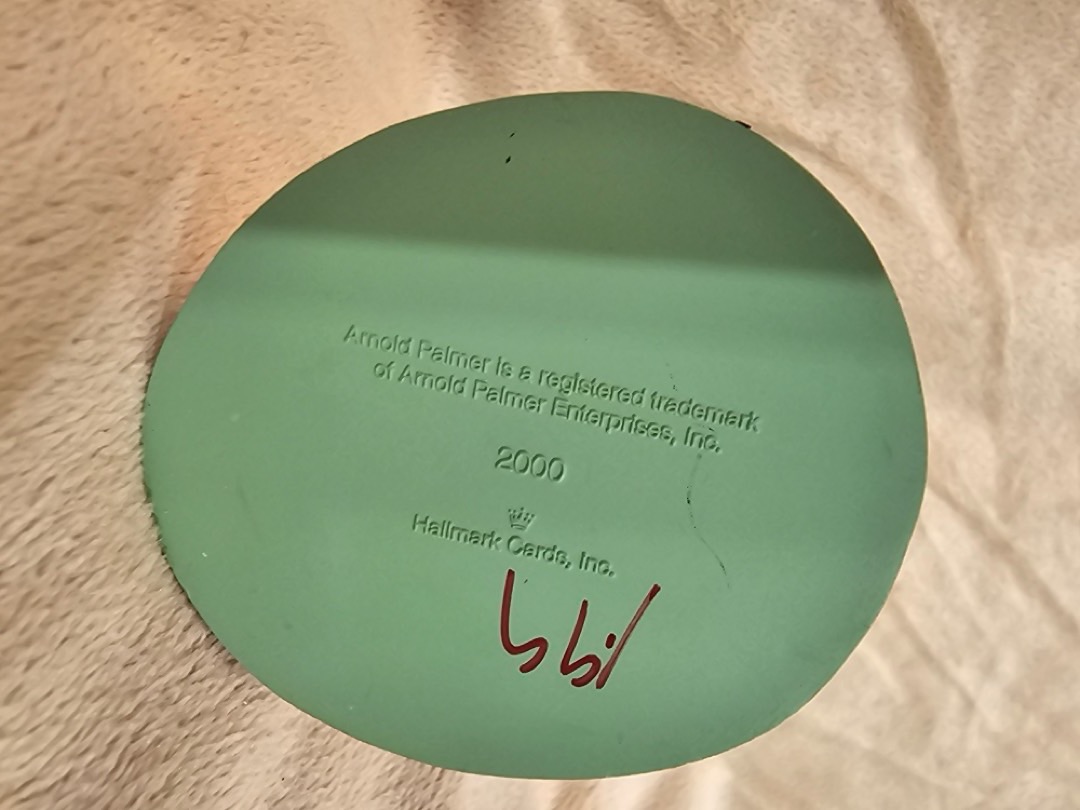 Arnold Palmer is a registered trademark
of Arnold Palmer Enterprises, Inc.
2000
Hallmark Cards, Inc.